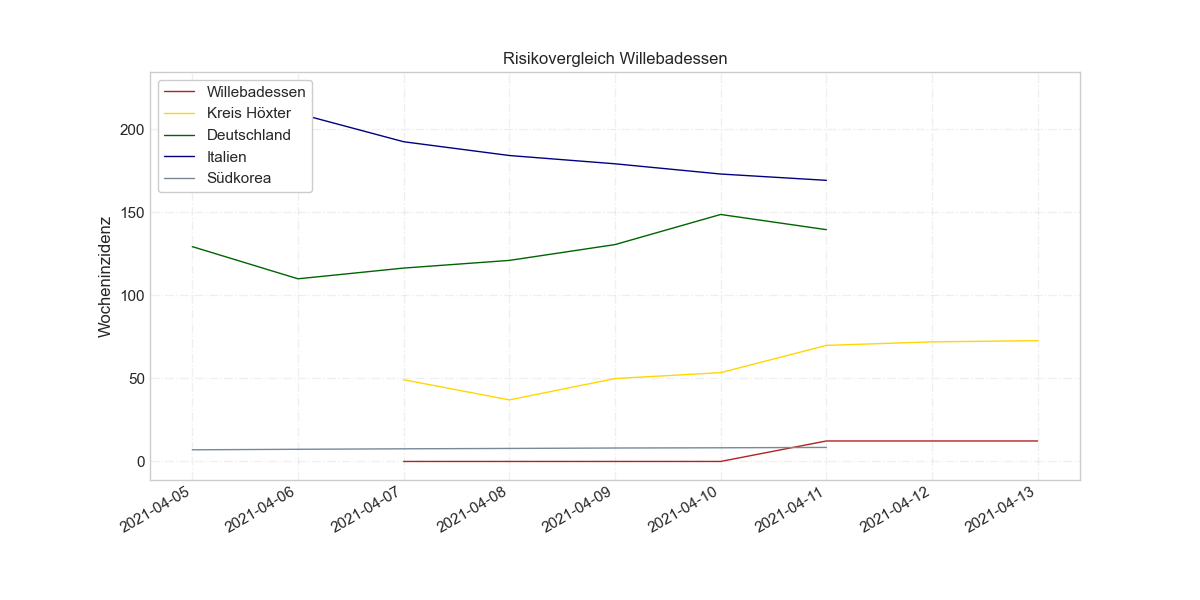 Risikovergleich Willebadessen
Willebadessen
Kreis Höxter
Deutschland
Italien
Südkorea
Wocheninzidenz
200
150
100
50
0
2021-04-05
2021-04-06
2021-04-07
2021-04-08
2021-04-09
2021-04-10
2021-04-11
2021-04-12
2021-04-13